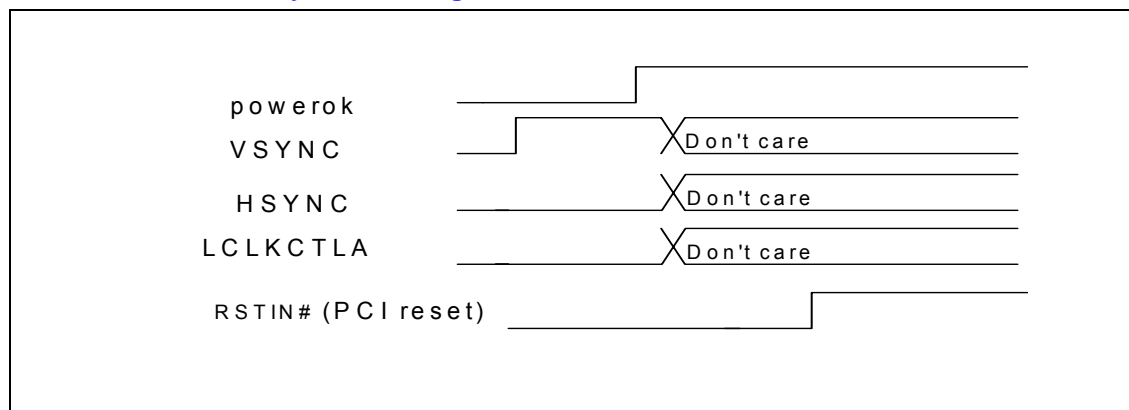 powerok
VSYNC
Don't care
HSYNC
Don't care
LCLKCTLA
Don't care
RSTIN# (PCI reset)